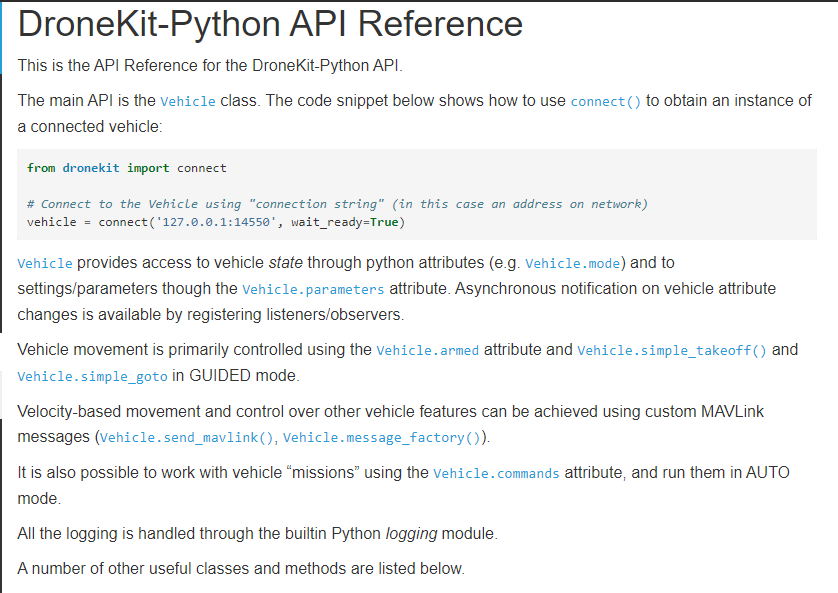 DroneKit-Python API Reference
This is the API Reference for the DroneKit-Python API.
The main API is the Vehicle class. The code snippet below shows how to use connect() to obtain an instance of
a connected vehicle:
from dronekit import connect
# Connect to the Vehicle using "connection string" (in this case an address on network)
vehicle = connect('127.0.0.1:14550', wait_ready=True)
Vehicle provides access to vehicle state through python attributes (e.g. Vehicle.mode) and to
settings/parameters though the Vehicle.parameters attribute. Asynchronous notification on vehicle attribute
changes is available by registering listeners/observers.
Vehicle movement is primarily controlled using the Vehicle.armed attribute and Vehicle.simple_takeoff() and
Vehicle.simple_goto in GUIDED mode.
Velocity-based movement and control over other vehicle features can be achieved using custom MAVLink
messages (Vehicle.send_mavlink(), Vehicle.message_factory()).
It is also possible to work with vehicle “missions” using the Vehicle.commands attribute, and run them in AUTO
mode.
All the logging is handled through the builtin Python logging module.
A number of other useful classes and methods are listed below.